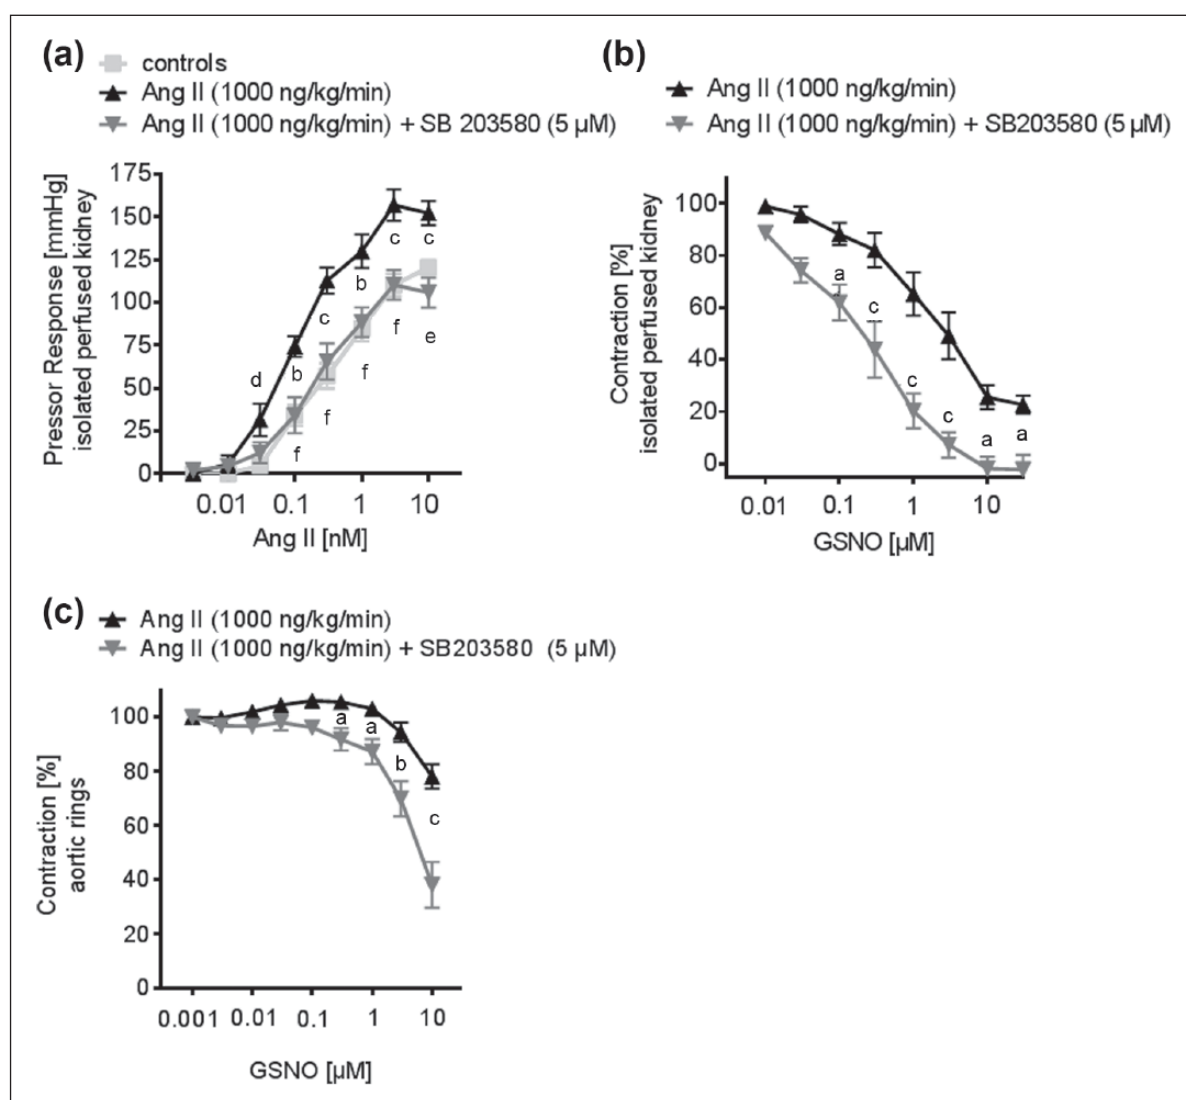 (a)
controls
Ang II (1000 ng/kg/min)
Ang II (1000 ng/kg/min) + SB 203580 (5 µM)
Pressor Response [mmHg]
isolated perfused kidney
175
150
125
100
75
50
25
0
d
b
c
b
c
c
f
f
f
f
e
0.01 0.1 1 10
Ang II [nM]
(b)
Ang II (1000 ng/kg/min)
Ang II (1000 ng/kg/min) + SB203580 (5 µM)
Contraction [%]
isolated perfused kidney
100
80
60
40
20
0
a
c
c
c
a
a
0.01 0.1 1 10
GSNO [µM]
(c)
Ang II (1000 ng/kg/min)
Ang II (1000 ng/kg/min) + SB203580 (5 µM)
Contraction [%]
aortic rings
100
80
60
40
20
0
a
a
b
c
0.001 0.01 0.1 1 10
GSNO [µM]